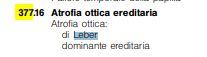 377.16 Atrofia ottica ereditaria
Atrofia ottica:
di Leber
dominante ereditaria